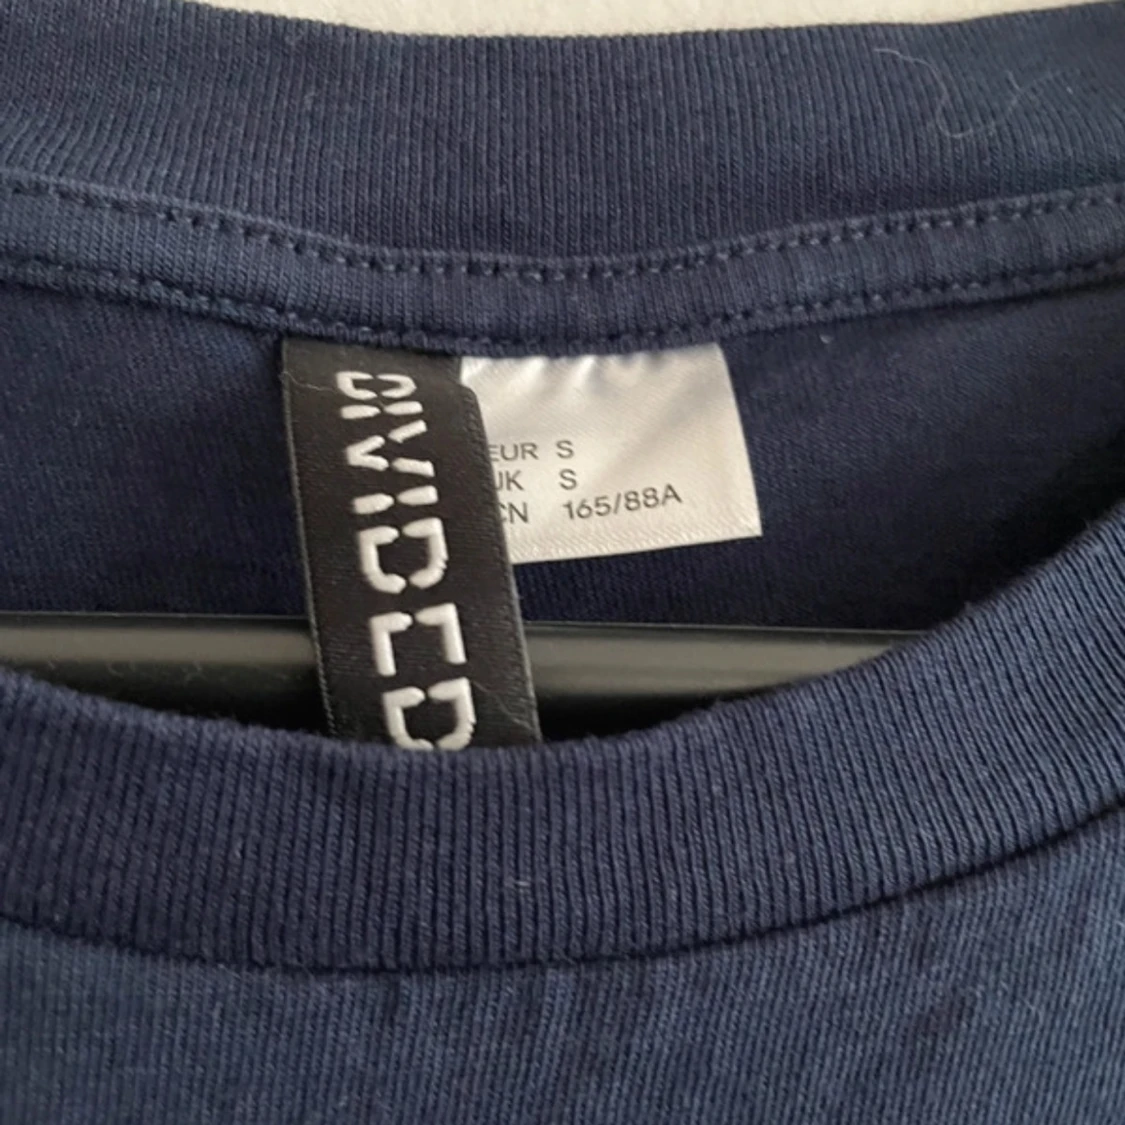 DIVIDED
EUR S
UK S
CN 165/88A